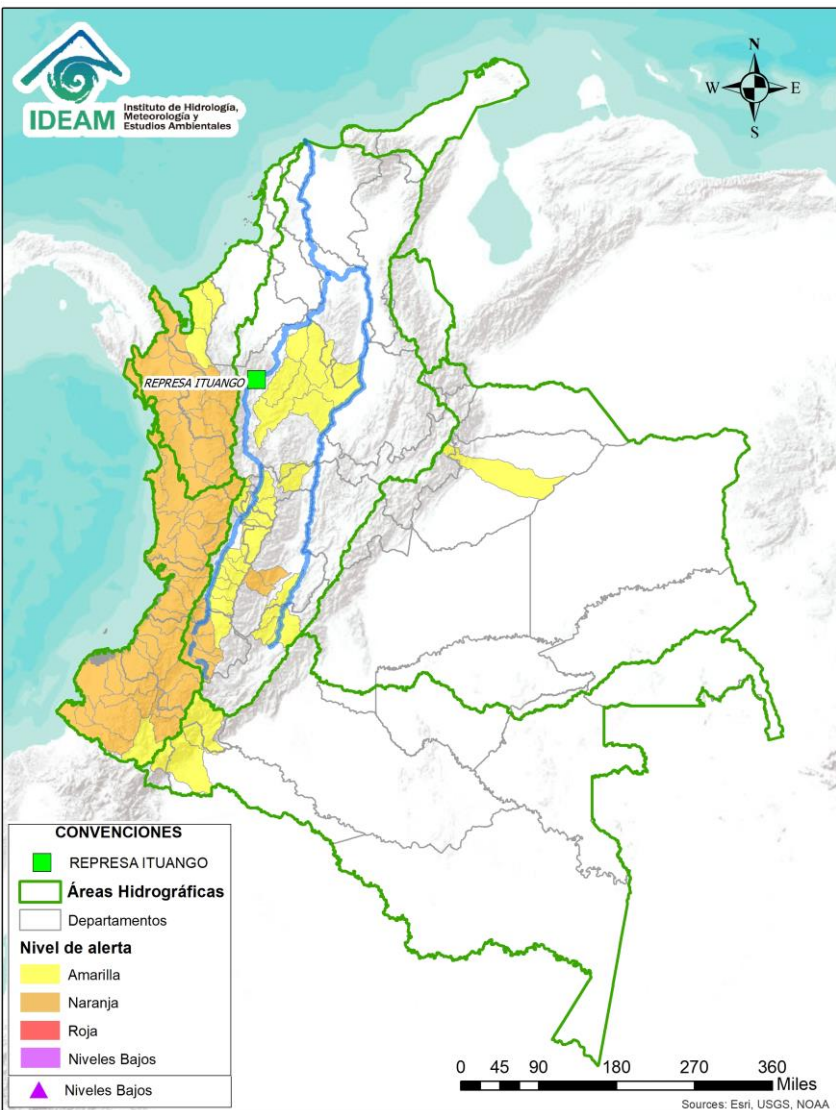 IDEAM
Instituto de Hidrología,
Meteorología y
Estudios Ambientales
N
W E
S
REPRESA ITUANGO
CONVENCIONES
REPRESA ITUANGO
Áreas Hidrográficas
Departamentos
Nivel de alerta
Amarilla
Naranja
Roja
Niveles Bajos
Niveles Bajos
0 45 90 180 270 360
Miles
Sources: Esri, USGS, NOAA